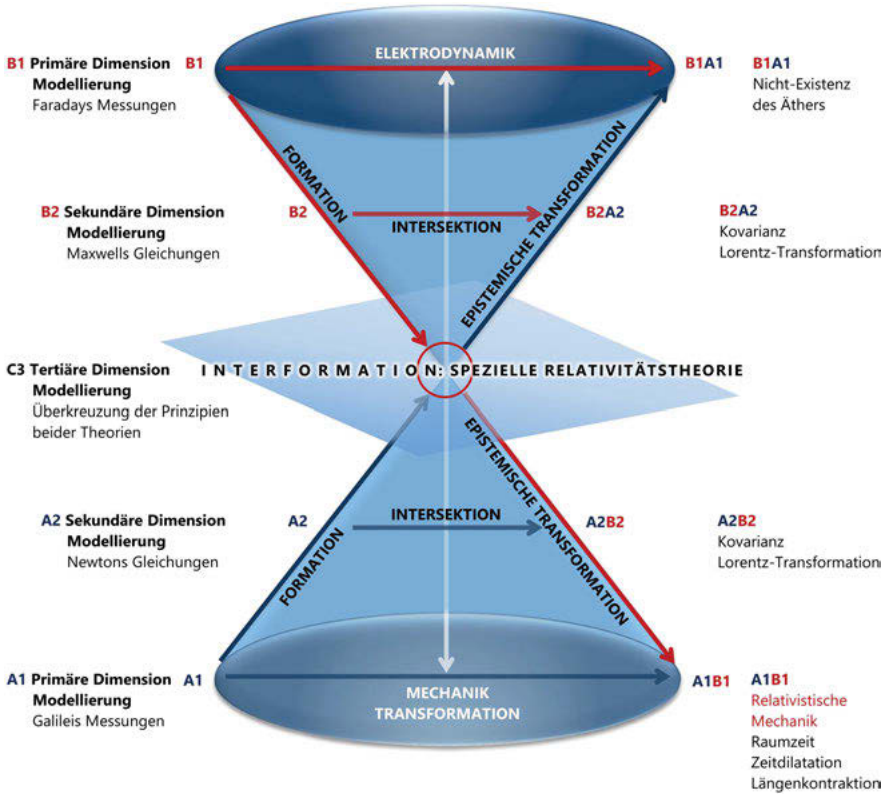 ELEKTRODYNAMIK
B1 Primäre Dimension
Modellierung
Faradays Messungen
B1
B1A1
B1A1
Nicht-Existenz
des Äthers
FORMATION
EPISTEMISCHE TRANSFORMATION
B2 Sekundäre Dimension
Modellierung
Maxwells Gleichungen
B2
INTERSEKTION
B2A2
B2A2
Kovarianz
Lorentz-Transformation
C3 Tertiäre Dimension
Modellierung
Überkreuzung der Prinzipien
beider Theorien
INTERFORMATION: SPEZIELLE RELATIVITÄTSTHEORIE
EPISTEMISCHE TRANSFORMATION
A2 Sekundäre Dimension
Modellierung
Newtons Gleichungen
A2
INTERSEKTION
A2B2
A2B2
Kovarianz
Lorentz-Transformation
FORMATION
A1 Primäre Dimension
Modellierung
Galileis Messungen
A1
MECHANIK
TRANSFORMATION
A1B1
A1B1
Relativistische
Mechanik
Raumzeit
Zeitdilatation
Längenkontraktion